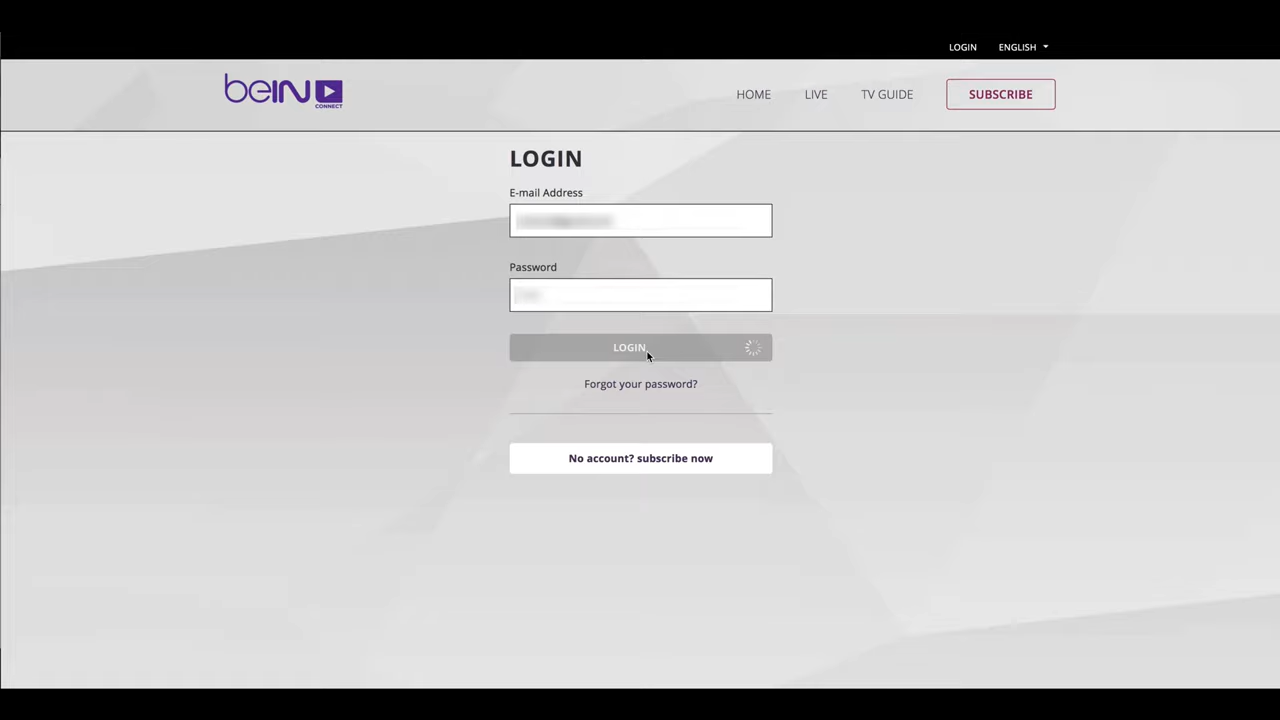 LOGIN ENGLISH
beIN CONNECT
HOME LIVE TV GUIDE SUBSCRIBE
LOGIN
E-mail Address
Password
LOGIN
Forgot your password?
No account? subscribe now